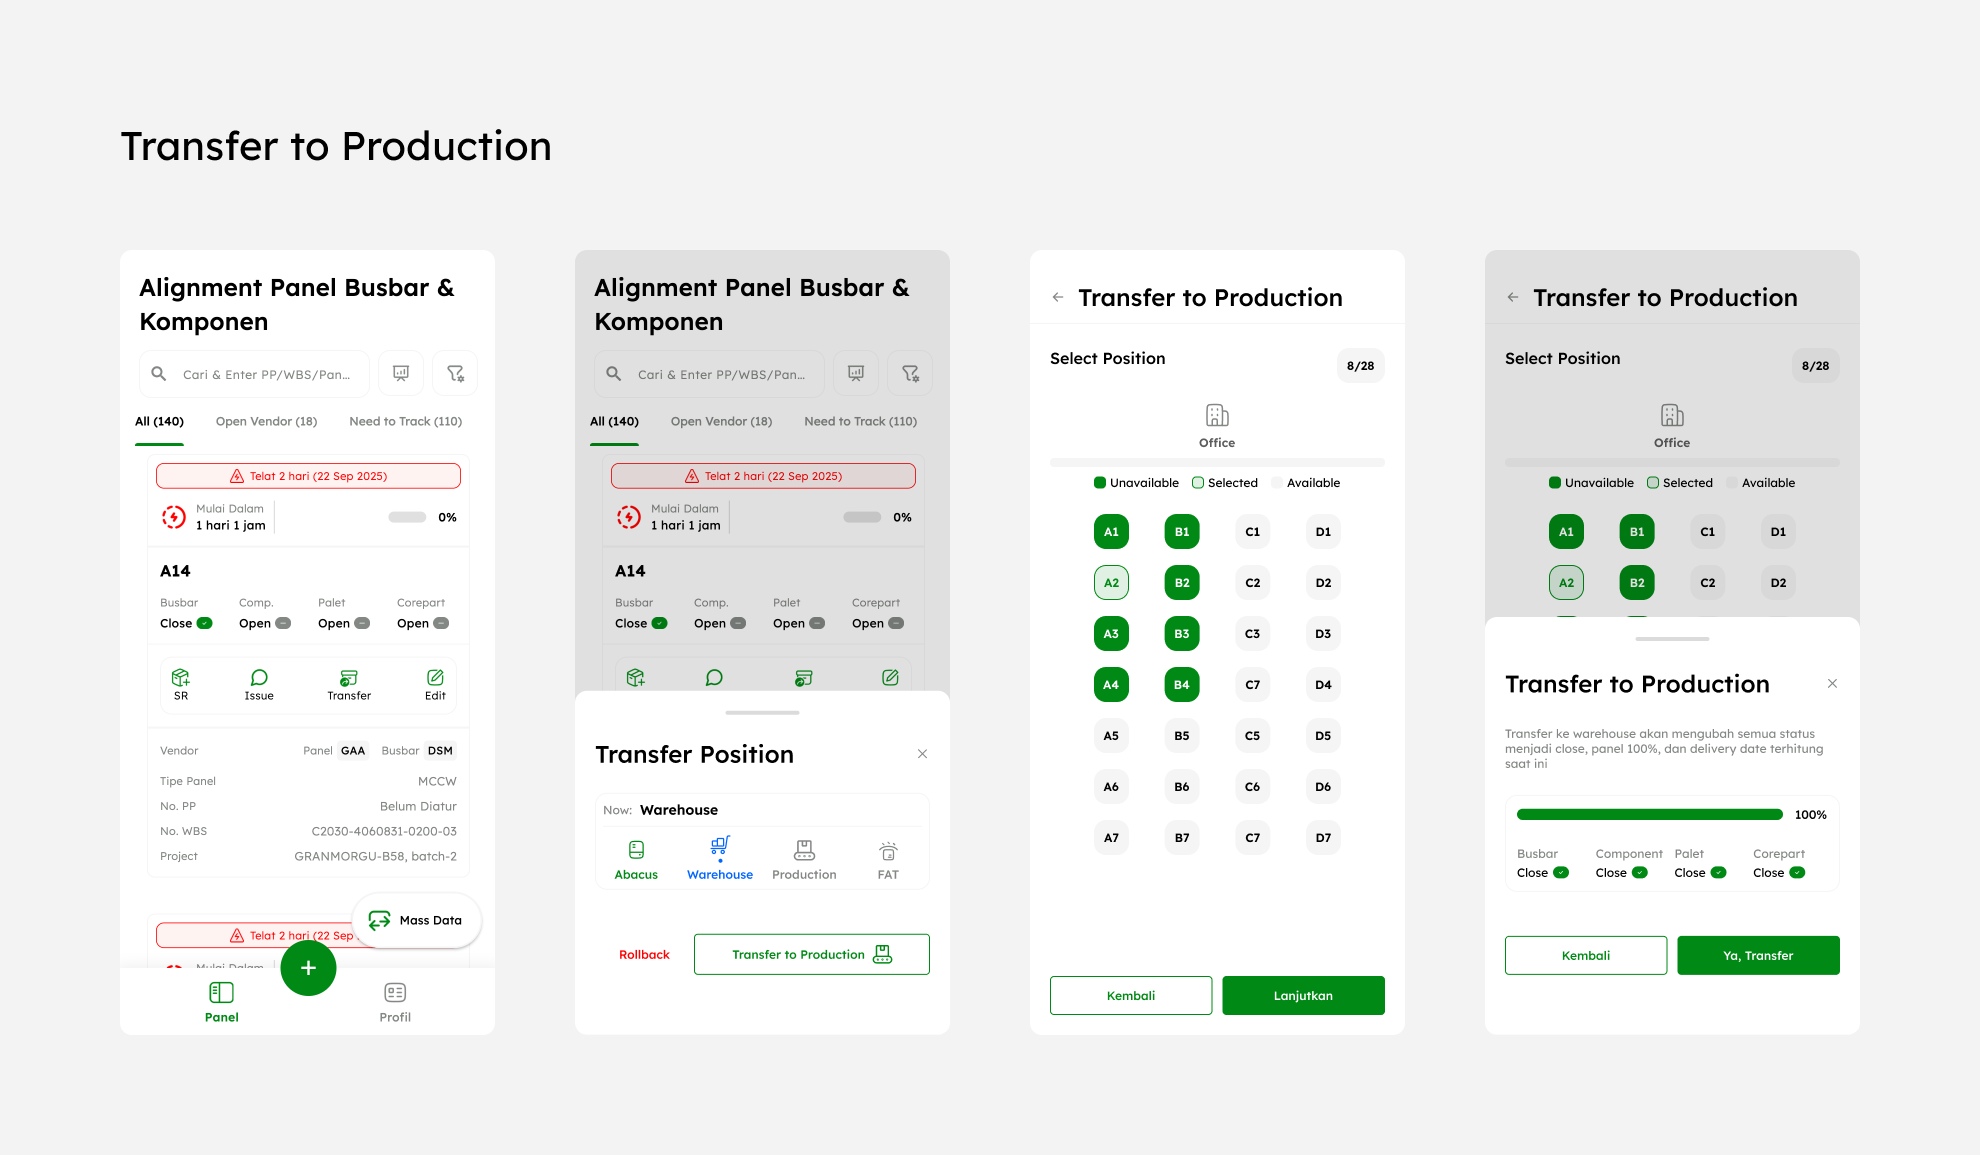 Transfer to Production
Alignment Panel Busbar &
Komponen
Cari & Enter PP/WBS/Pan...
All (140) Open Vendor (18) Need to Track (110)
Telat 2 hari (22 Sep 2025)
Mulai Dalam
1 hari 1 jam 0%
A14
Busbar Comp. Palet Corepart
Close Open Open Open
SR Issue Transfer Edit
Vendor Panel GAA Busbar DSM
Tipe Panel MCCW
No. PP Belum Diatur
No. WBS C2030-4060831-0200-03
Project GRANMORGU-B58, batch-2
Mass Data
Telat 2 hari (22 Sep
Mulai Dalam
Panel Profil
Alignment Panel Busbar &
Komponen
Cari & Enter PP/WBS/Pan...
All (140) Open Vendor (18) Need to Track (110)
Telat 2 hari (22 Sep 2025)
Mulai Dalam
1 hari 1 jam 0%
A14
Busbar Comp. Palet Corepart
Close Open Open Open
Transfer Position
Now: Warehouse
Abacus Warehouse Production FAT
Rollback Transfer to Production
Transfer to Production
Select Position 8/28
Office
Unavailable Selected Available
A1 B1 C1 D1
A2 B2 C2 D2
A3 B3 C3 D3
A4 B4 C7 D4
A5 B5 C5 D5
A6 B6 C6 D6
A7 B7 C7 D7
Kembali Lanjutkan
Transfer to Production
Select Position 8/28
Office
Unavailable Selected Available
A1 B1 C1 D1
A2 B2 C2 D2
Transfer to Production
Transfer ke warehouse akan mengubah semua status
menjadi close, panel 100%, dan delivery date terhitung
saat ini
100%
Busbar Component Palet Corepart
Close Close Close Close
Kembali Ya, Transfer